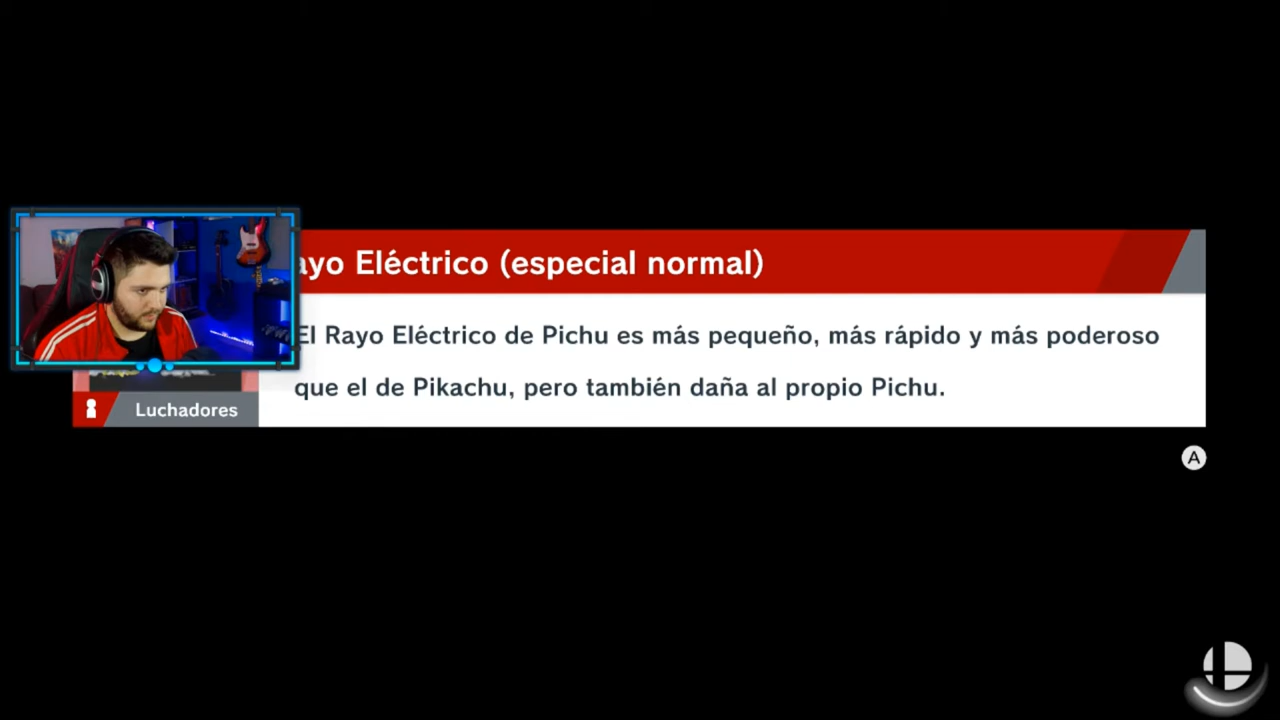 ayo Eléctrico (especial normal)
El Rayo Eléctrico de Pichu es más pequeño, más rápido y más poderoso
que el de Pikachu, pero también daña al propio Pichu.
Luchadores
A